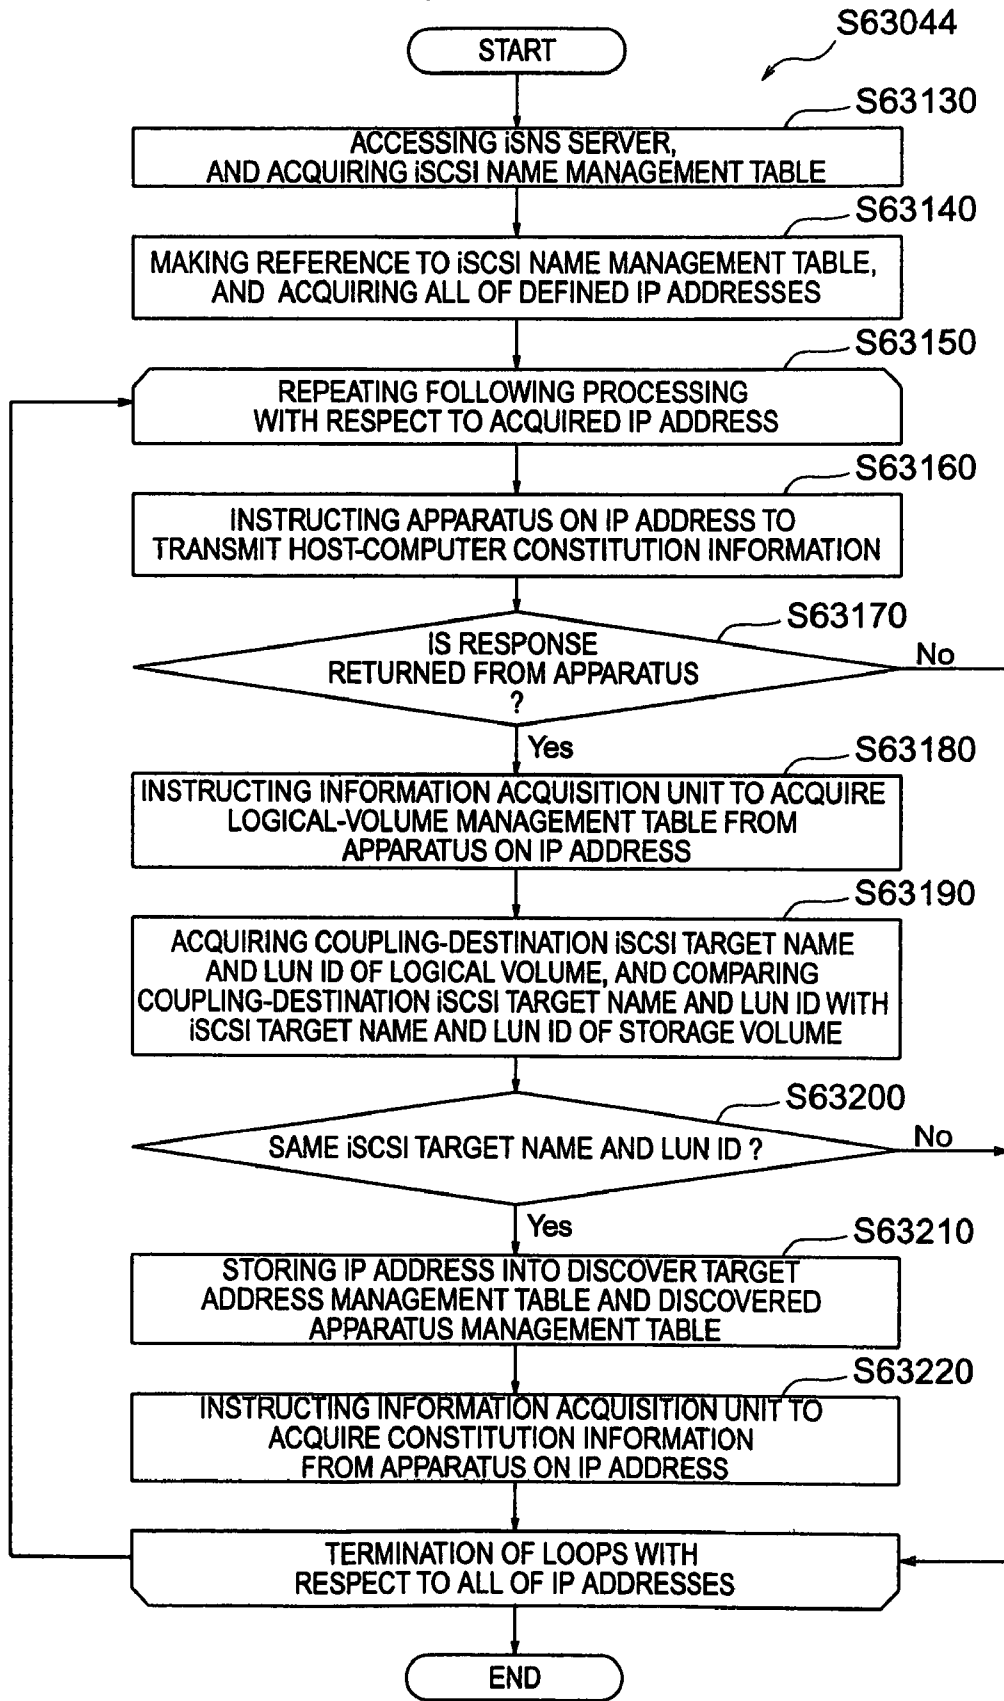 S63044
START
S63130
ACCESSING iSNS SERVER,
AND ACQUIRING iSCSI NAME MANAGEMENT TABLE
S63140
MAKING REFERENCE TO iSCSI NAME MANAGEMENT TABLE,
AND ACQUIRING ALL OF DEFINED IP ADDRESSES
S63150
REPEATING FOLLOWING PROCESSING
WITH RESPECT TO ACQUIRED IP ADDRESS
S63160
INSTRUCTING APPARATUS ON IP ADDRESS TO
TRANSMIT HOST-COMPUTER CONSTITUTION INFORMATION
S63170
IS RESPONSE
RETURNED FROM APPARATUS
?
No
Yes
S63180
INSTRUCTING INFORMATION ACQUISITION UNIT TO ACQUIRE
LOGICAL-VOLUME MANAGEMENT TABLE FROM
APPARATUS ON IP ADDRESS
S63190
ACQUIRING COUPLING-DESTINATION iSCSI TARGET NAME
AND LUN ID OF LOGICAL VOLUME, AND COMPARING
COUPLING-DESTINATION iSCSI TARGET NAME AND LUN ID WITH
iSCSI TARGET NAME AND LUN ID OF STORAGE VOLUME
S63200
SAME iSCSI TARGET NAME AND LUN ID ?
No
Yes
S63210
STORING IP ADDRESS INTO DISCOVER TARGET
ADDRESS MANAGEMENT TABLE AND DISCOVERED
APPARATUS MANAGEMENT TABLE
S63220
INSTRUCTING INFORMATION ACQUISITION UNIT TO
ACQUIRE CONSTITUTION INFORMATION
FROM APPARATUS ON IP ADDRESS
TERMINATION OF LOOPS WITH
RESPECT TO ALL OF IP ADDRESSES
END